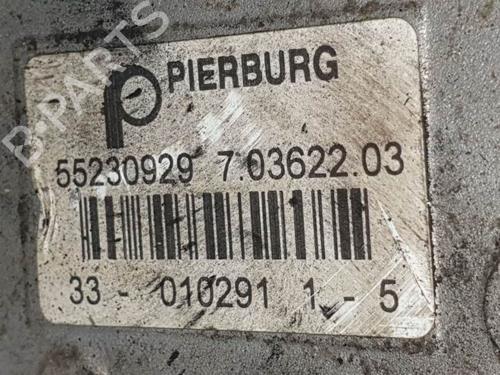 PIERBURG
55230929 7.03622.03
33- 010291 1 - 5
B-PARTS